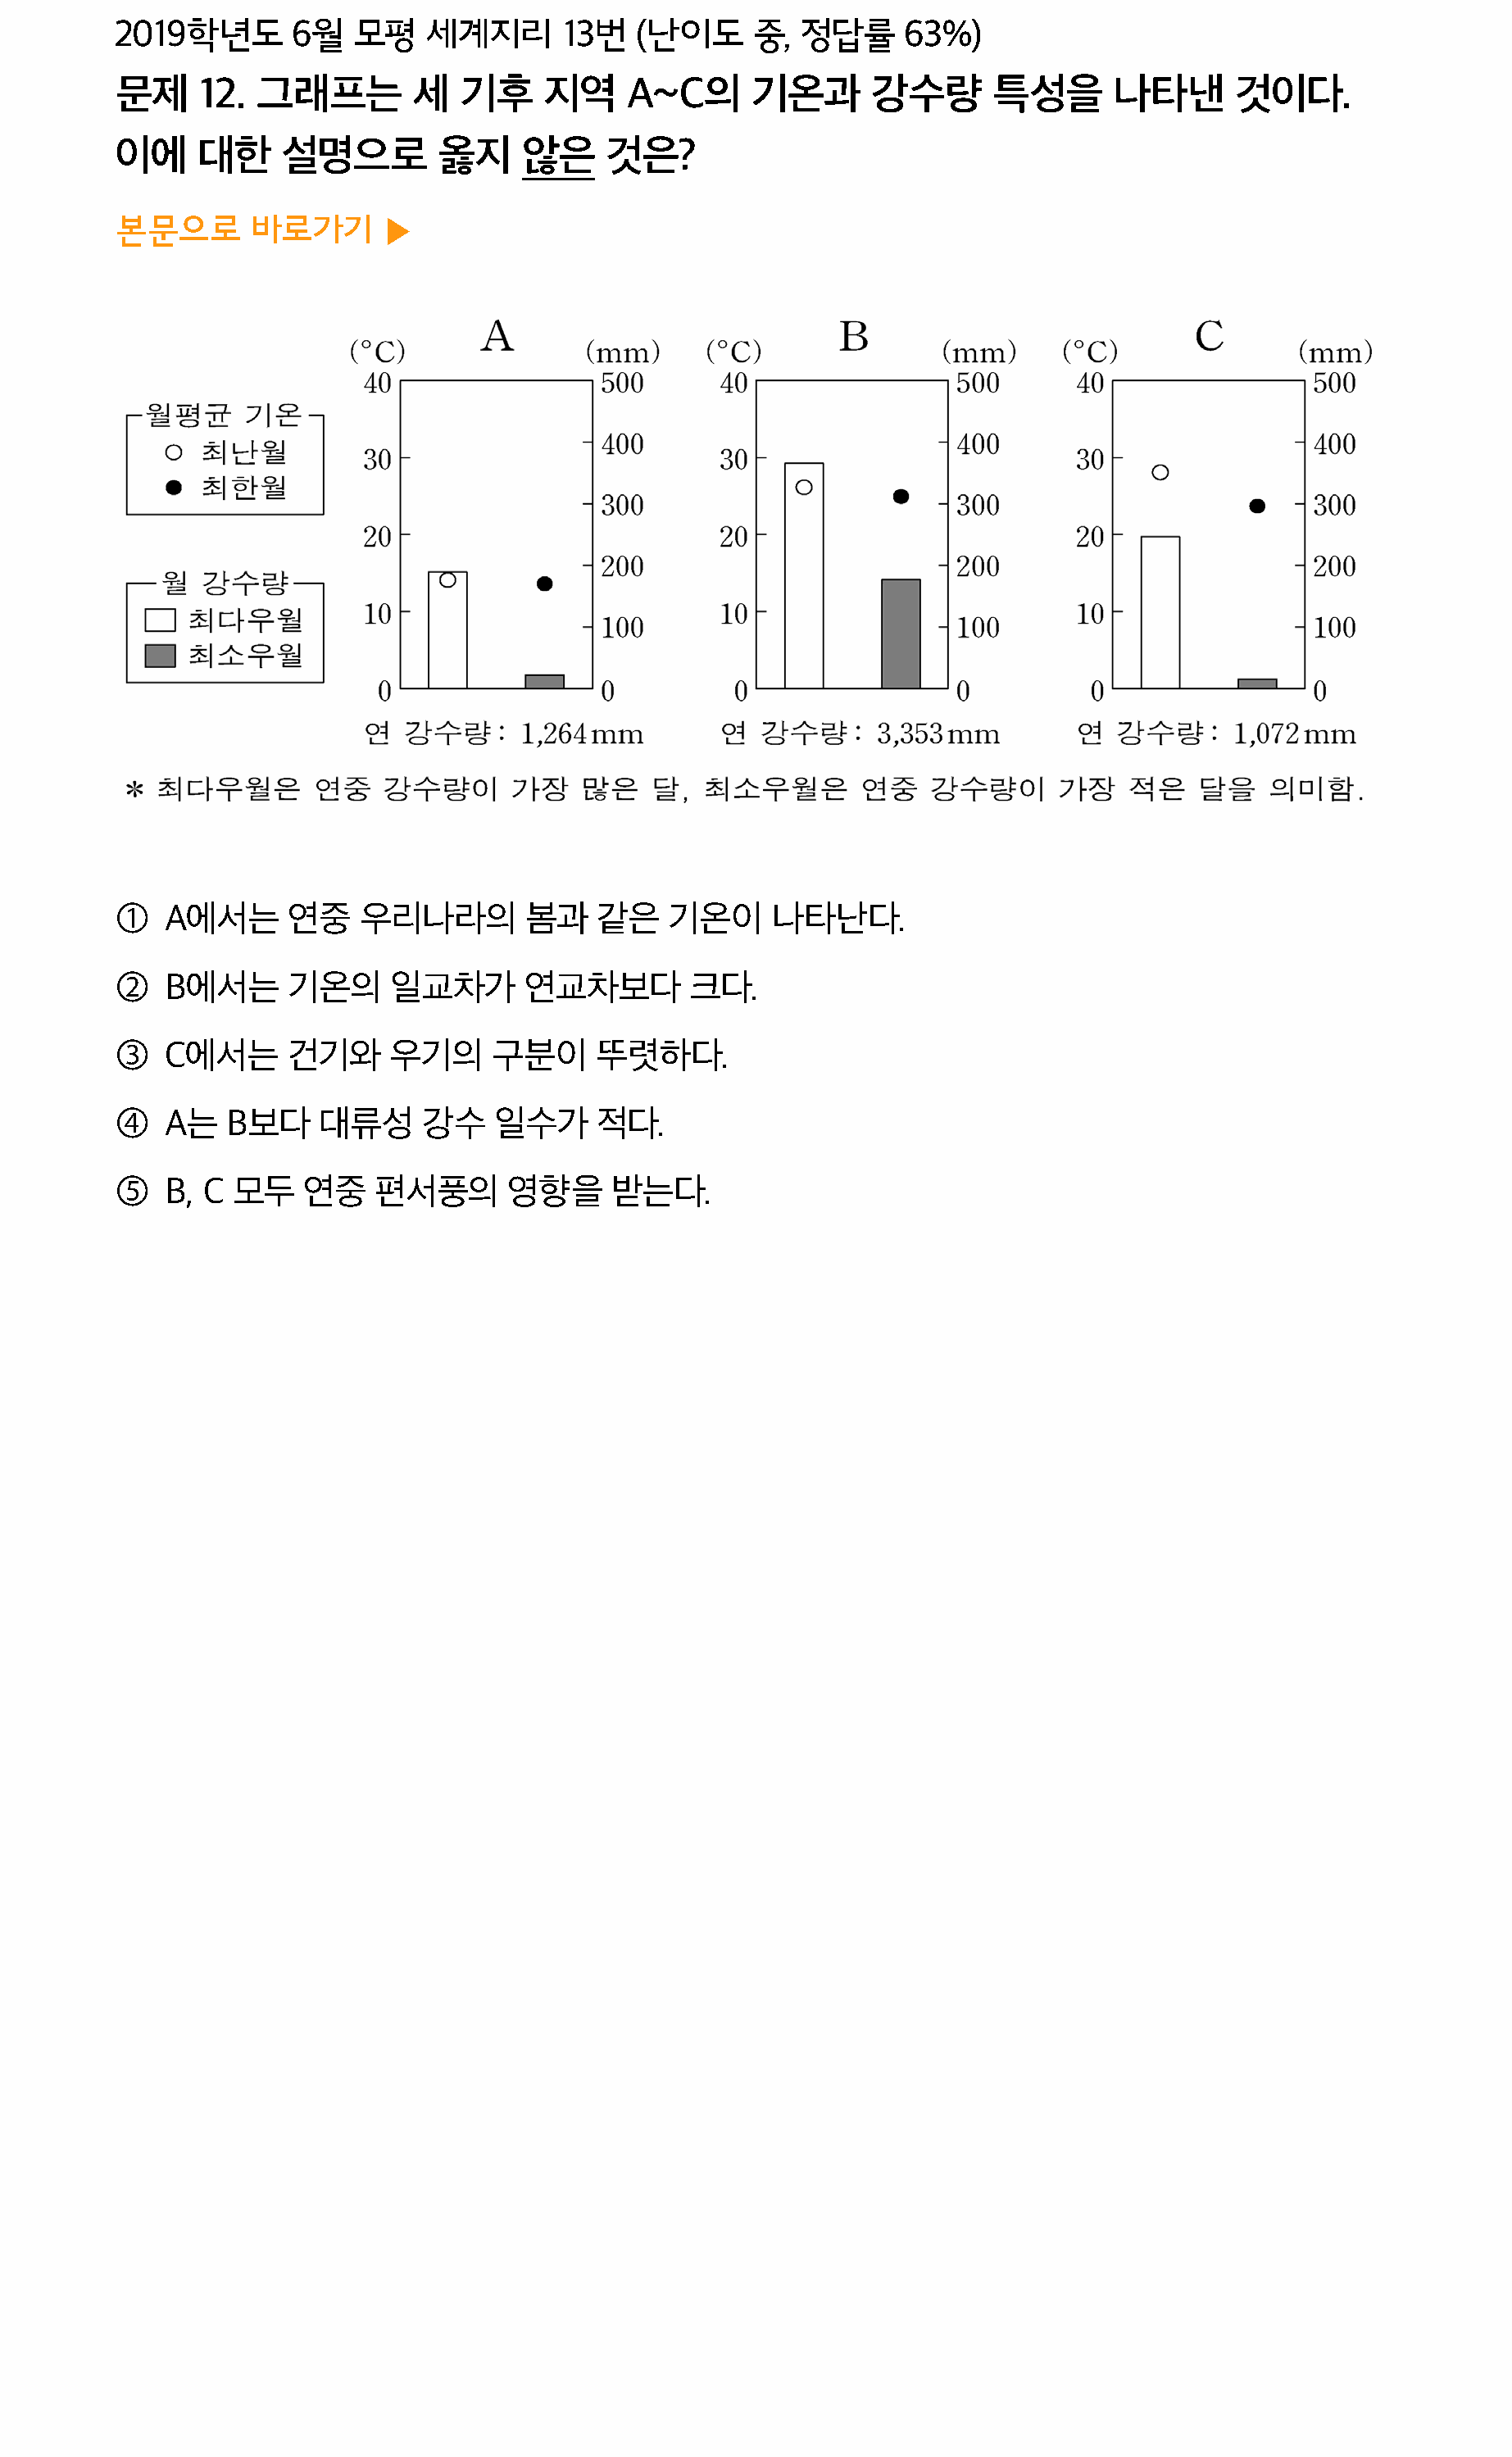 2019학년도 6월 모평 세계지리 13번 (난이도 중, 정답률 63%)
문제 12. 그래프는 세 기후 지역 A~C의 기온과 강수량 특성을 나타낸 것이다.
이에 대한 설명으로 옳지 않은 것은?
본문으로 바로가기 ▶
A B C
(°C) (mm) (°C) (mm) (°C) (mm)
40 500 40 500 40 500
월평균 기온
400 400 400
○ 최난월
30 30 30
● 최한월
300 300 300
20 20 20
200 200 200
월 강수량
최다우월
10 10 10
100 100 100
최소우월
0 0 0 0 0 0
연 강수량: 1,264mm 연 강수량: 3,353mm 연 강수량: 1,072mm
* 최다우월은 연중 강수량이 가장 많은 달, 최소우월은 연중 강수량이 가장 적은 달을 의미함.
① A에서는 연중 우리나라의 봄과 같은 기온이 나타난다.
② B에서는 기온의 일교차가 연교차보다 크다.
③ C에서는 건기와 우기의 구분이 뚜렷하다.
④ A는 B보다 대류성 강수 일수가 적다.
⑤ B, C 모두 연중 편서풍의 영향을 받는다.